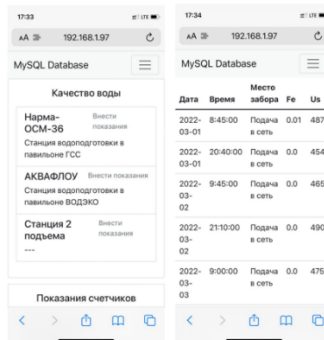 17:33
LTE
AA
192.168.1.97
MySQL Database
Качество воды
Нарма-
ОСМ-36
Внести
показания
Станция водоподготовки в
павильоне ГСС
АКВАФЛОУ
Внести показания
Станция водоподготовки в
павильоне ВОДЭКО
Станция 2
подъема
Внести
показания
---
Показания счетчиков
17:34
LTE
AA
192.168.1.97
MySQL Database
Дата Время Место забора Fe Us
2022-03-01 8:45:00 Подача в сеть 0.01 487
2022-03-01 20:40:00 Подача в сеть 0.0 454
2022-03-02 9:45:00 Подача в сеть 0.0 465
2022-03-02 21:10:00 Подача в сеть 0.0 490
2022-03-03 9:00:00 Подача в сеть 0.0 475